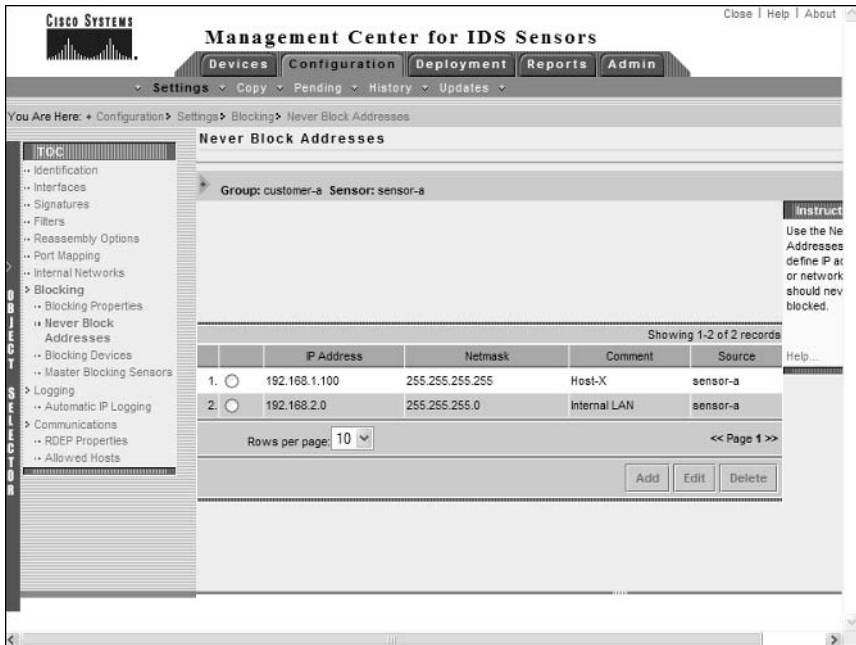 Close | Help | About
CISCO SYSTEMS
Management Center for IDS Sensors
Devices Configuration Deployment Reports Admin
Settings Copy Pending History Updates
You Are Here: Configuration > Settings > Blocking > Never Block Addresses
TOC
Identification
Interfaces
Signatures
Filters
Reassembly Options
Port Mapping
Internal Networks
Blocking
Blocking Properties
Never Block
Addresses
Blocking Devices
Master Blocking Sensors
Logging
Automatic IP Logging
Communications
RDEP Properties
Allowed Hosts
OBJECT SELECTOR
Never Block Addresses
Group: customer-a Sensor: sensor-a
Showing 1-2 of 2 records
IP Address Netmask Comment Source
1. 192.168.1.100 255.255.255.255 Host-X sensor-a
2. 192.168.2.0 255.255.255.0 Internal LAN sensor-a
Rows per page: 10 << Page 1 >>
Add Edit Delete
Instruct
Use the Ne
Addresses
define IP ac
or network
should nev
blocked.
Help...